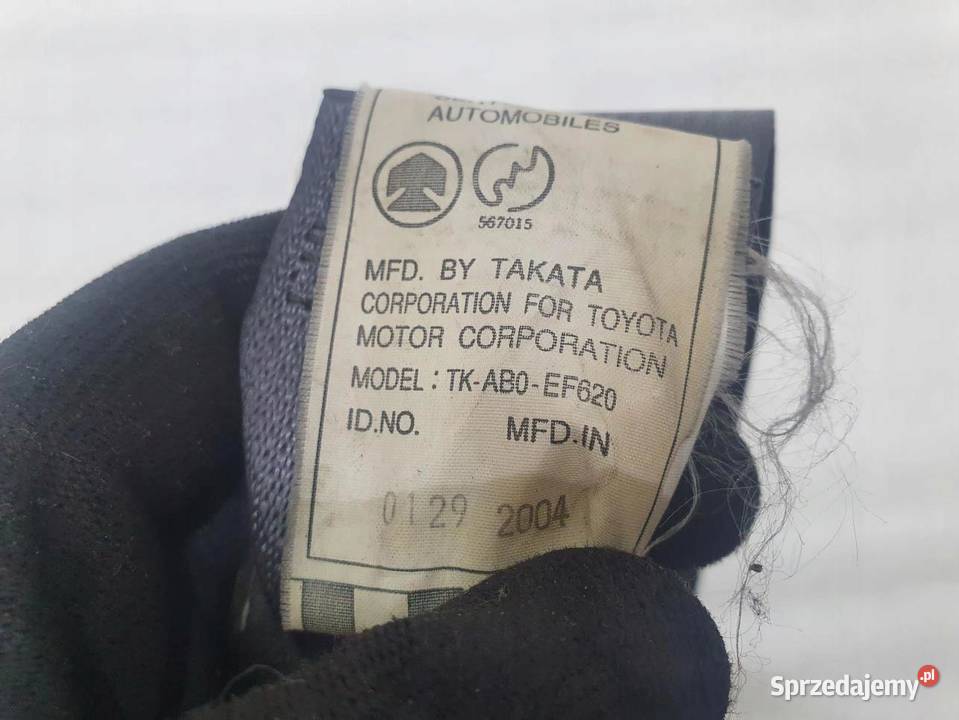 AUTOMOBILES
567015
MFD. BY TAKATA
CORPORATION FOR TOYOTA
MOTOR CORPORATION
MODEL : TK-AB0-EF620
ID.NO. MFD.IN
0129 2004
Sprzedajemy.pl